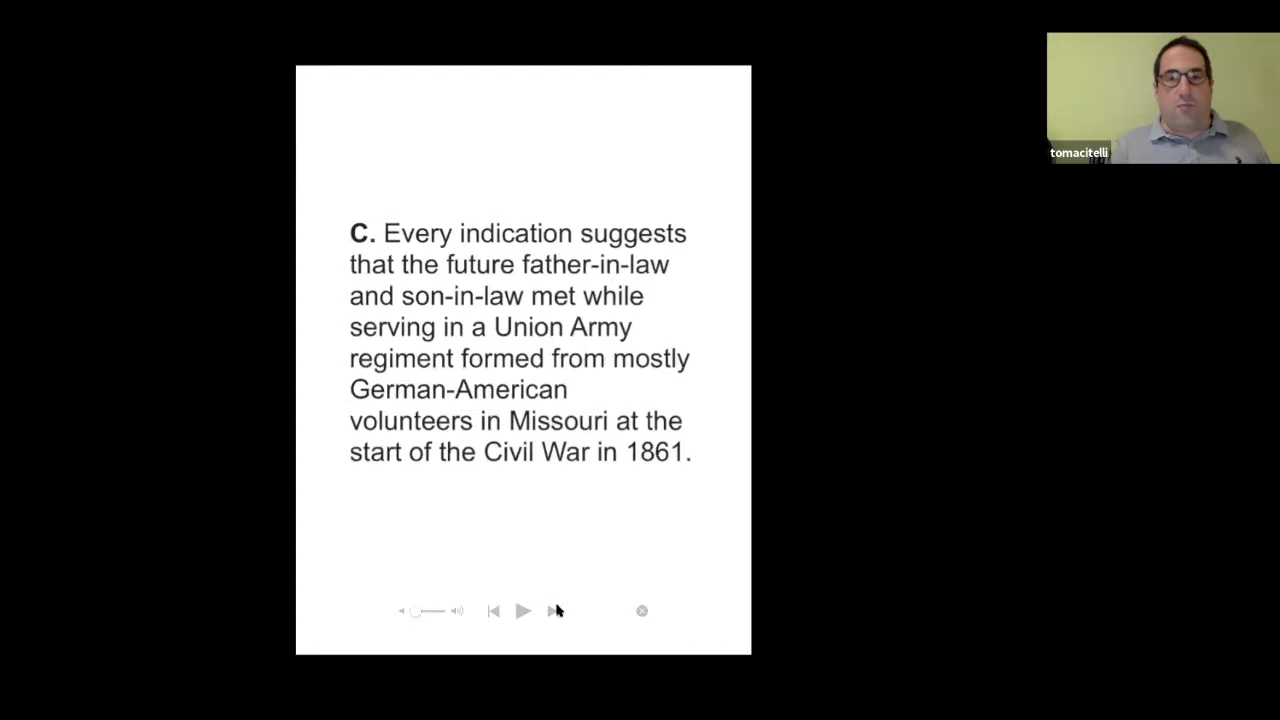 C. Every indication suggests
that the future father-in-law
and son-in-law met while
serving in a Union Army
regiment formed from mostly
German-American
volunteers in Missouri at the
start of the Civil War in 1861.
tomacitelli